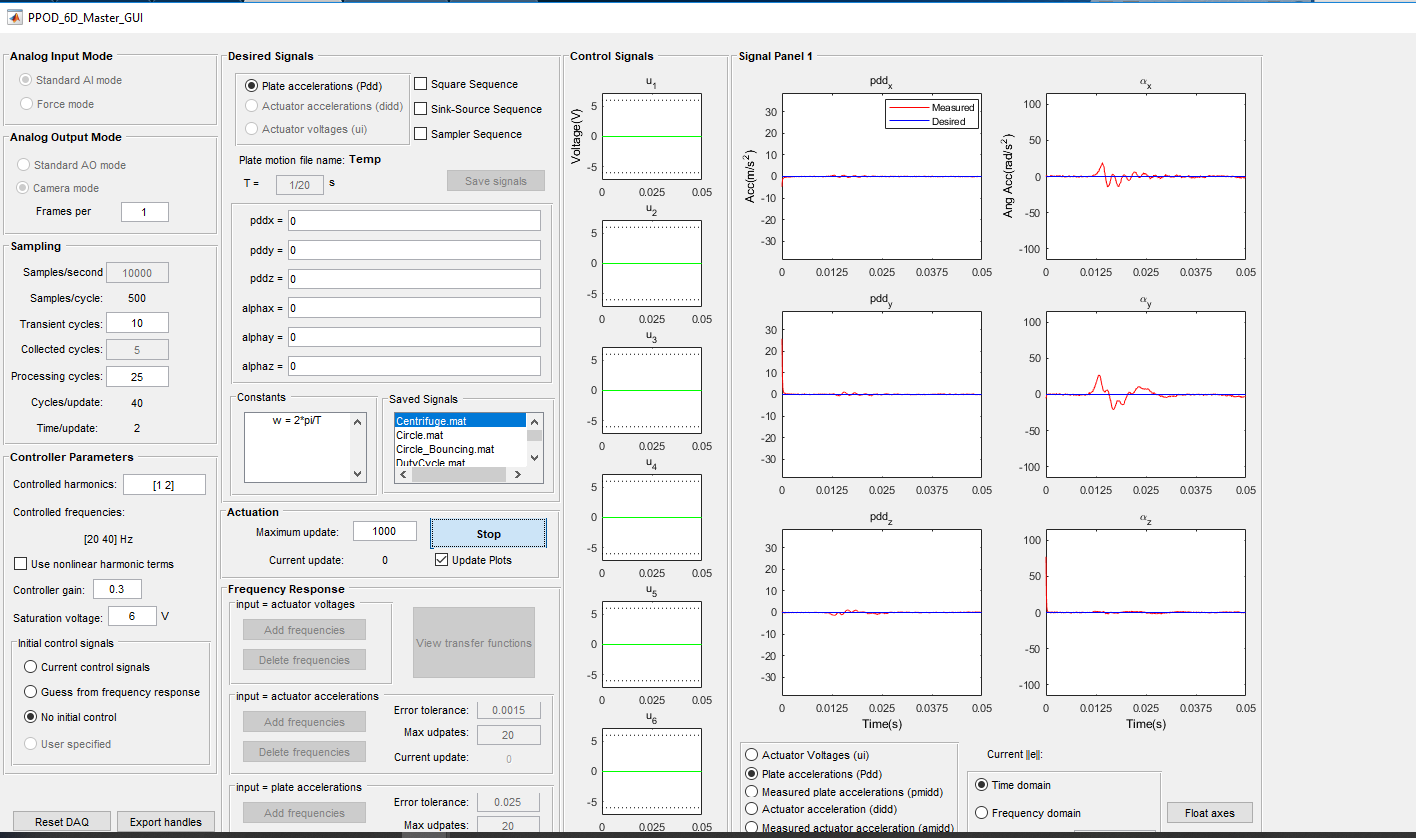 PPOD_6D_Master_GUI
Analog Input Mode
Standard AI mode
Force mode
Analog Output Mode
Standard AO mode
Camera mode
Frames per 1
Sampling
Samples/second 10000
Samples/cycle: 500
Transient cycles: 10
Collected cycles: 5
Processing cycles: 25
Cycles/update: 40
Time/update: 2
Controller Parameters
Controlled harmonics: [1 2]
Controlled frequencies:
[20 40] Hz
Use nonlinear harmonic terms
Controller gain: 0.3
Saturation voltage: 6 V
Initial control signals
Current control signals
Guess from frequency response
No initial control
User specified
Reset DAQ Export handles
Desired Signals
Plate accelerations (Pdd)
Actuator accelerations (didd)
Actuator voltages (ui)
Square Sequence
Sink-Source Sequence
Sampler Sequence
Plate motion file name: Temp
T = 1/20 s Save signals
pddx = 0
pddy = 0
pddz = 0
alphax = 0
alphay = 0
alphaz = 0
Constants
w = 2*pi/T
Saved Signals
Centrifuge.mat
Circle.mat
Circle_Bouncing.mat
DutyCycle.mat
Actuation
Maximum update: 1000 Stop
Current update: 0 Update Plots
Frequency Response
input = actuator voltages
Add frequencies
Delete frequencies
View transfer functions
input = actuator accelerations
Add frequencies
Delete frequencies
Error tolerance: 0.0015
Max udpates: 20
Current update: 0
input = plate accelerations
Add frequencies
Error tolerance: 0.025
Max udpates: 20
Control Signals
u1
Voltage(V)
5
0
-5
0 0.025 0.05
u2
5
0
-5
0 0.025 0.05
u3
5
0
-5
0 0.025 0.05
u4
5
0
-5
0 0.025 0.05
u5
5
0
-5
0 0.025 0.05
u6
5
0
-5
0 0.025 0.05
Signal Panel 1
pddx
Measured
Desired
Acc(m/s2)
30
20
10
0
-10
-20
-30
0 0.0125 0.025 0.0375 0.05
αx
Ang Acc(rad/s2)
100
50
0
-50
-100
0 0.0125 0.025 0.0375 0.05
pddy
30
20
10
0
-10
-20
-30
0 0.0125 0.025 0.0375 0.05
αy
100
50
0
-50
-100
0 0.0125 0.025 0.0375 0.05
pddz
30
20
10
0
-10
-20
-30
0 0.0125 0.025 0.0375 0.05
Time(s)
αz
100
50
0
-50
-100
0 0.0125 0.025 0.0375 0.05
Time(s)
Actuator Voltages (ui)
Plate accelerations (Pdd)
Measured plate accelerations (pmidd)
Actuator acceleration (didd)
Measured actuator acceleration (amidd)
Current ||e||:
Time domain
Frequency domain
Float axes